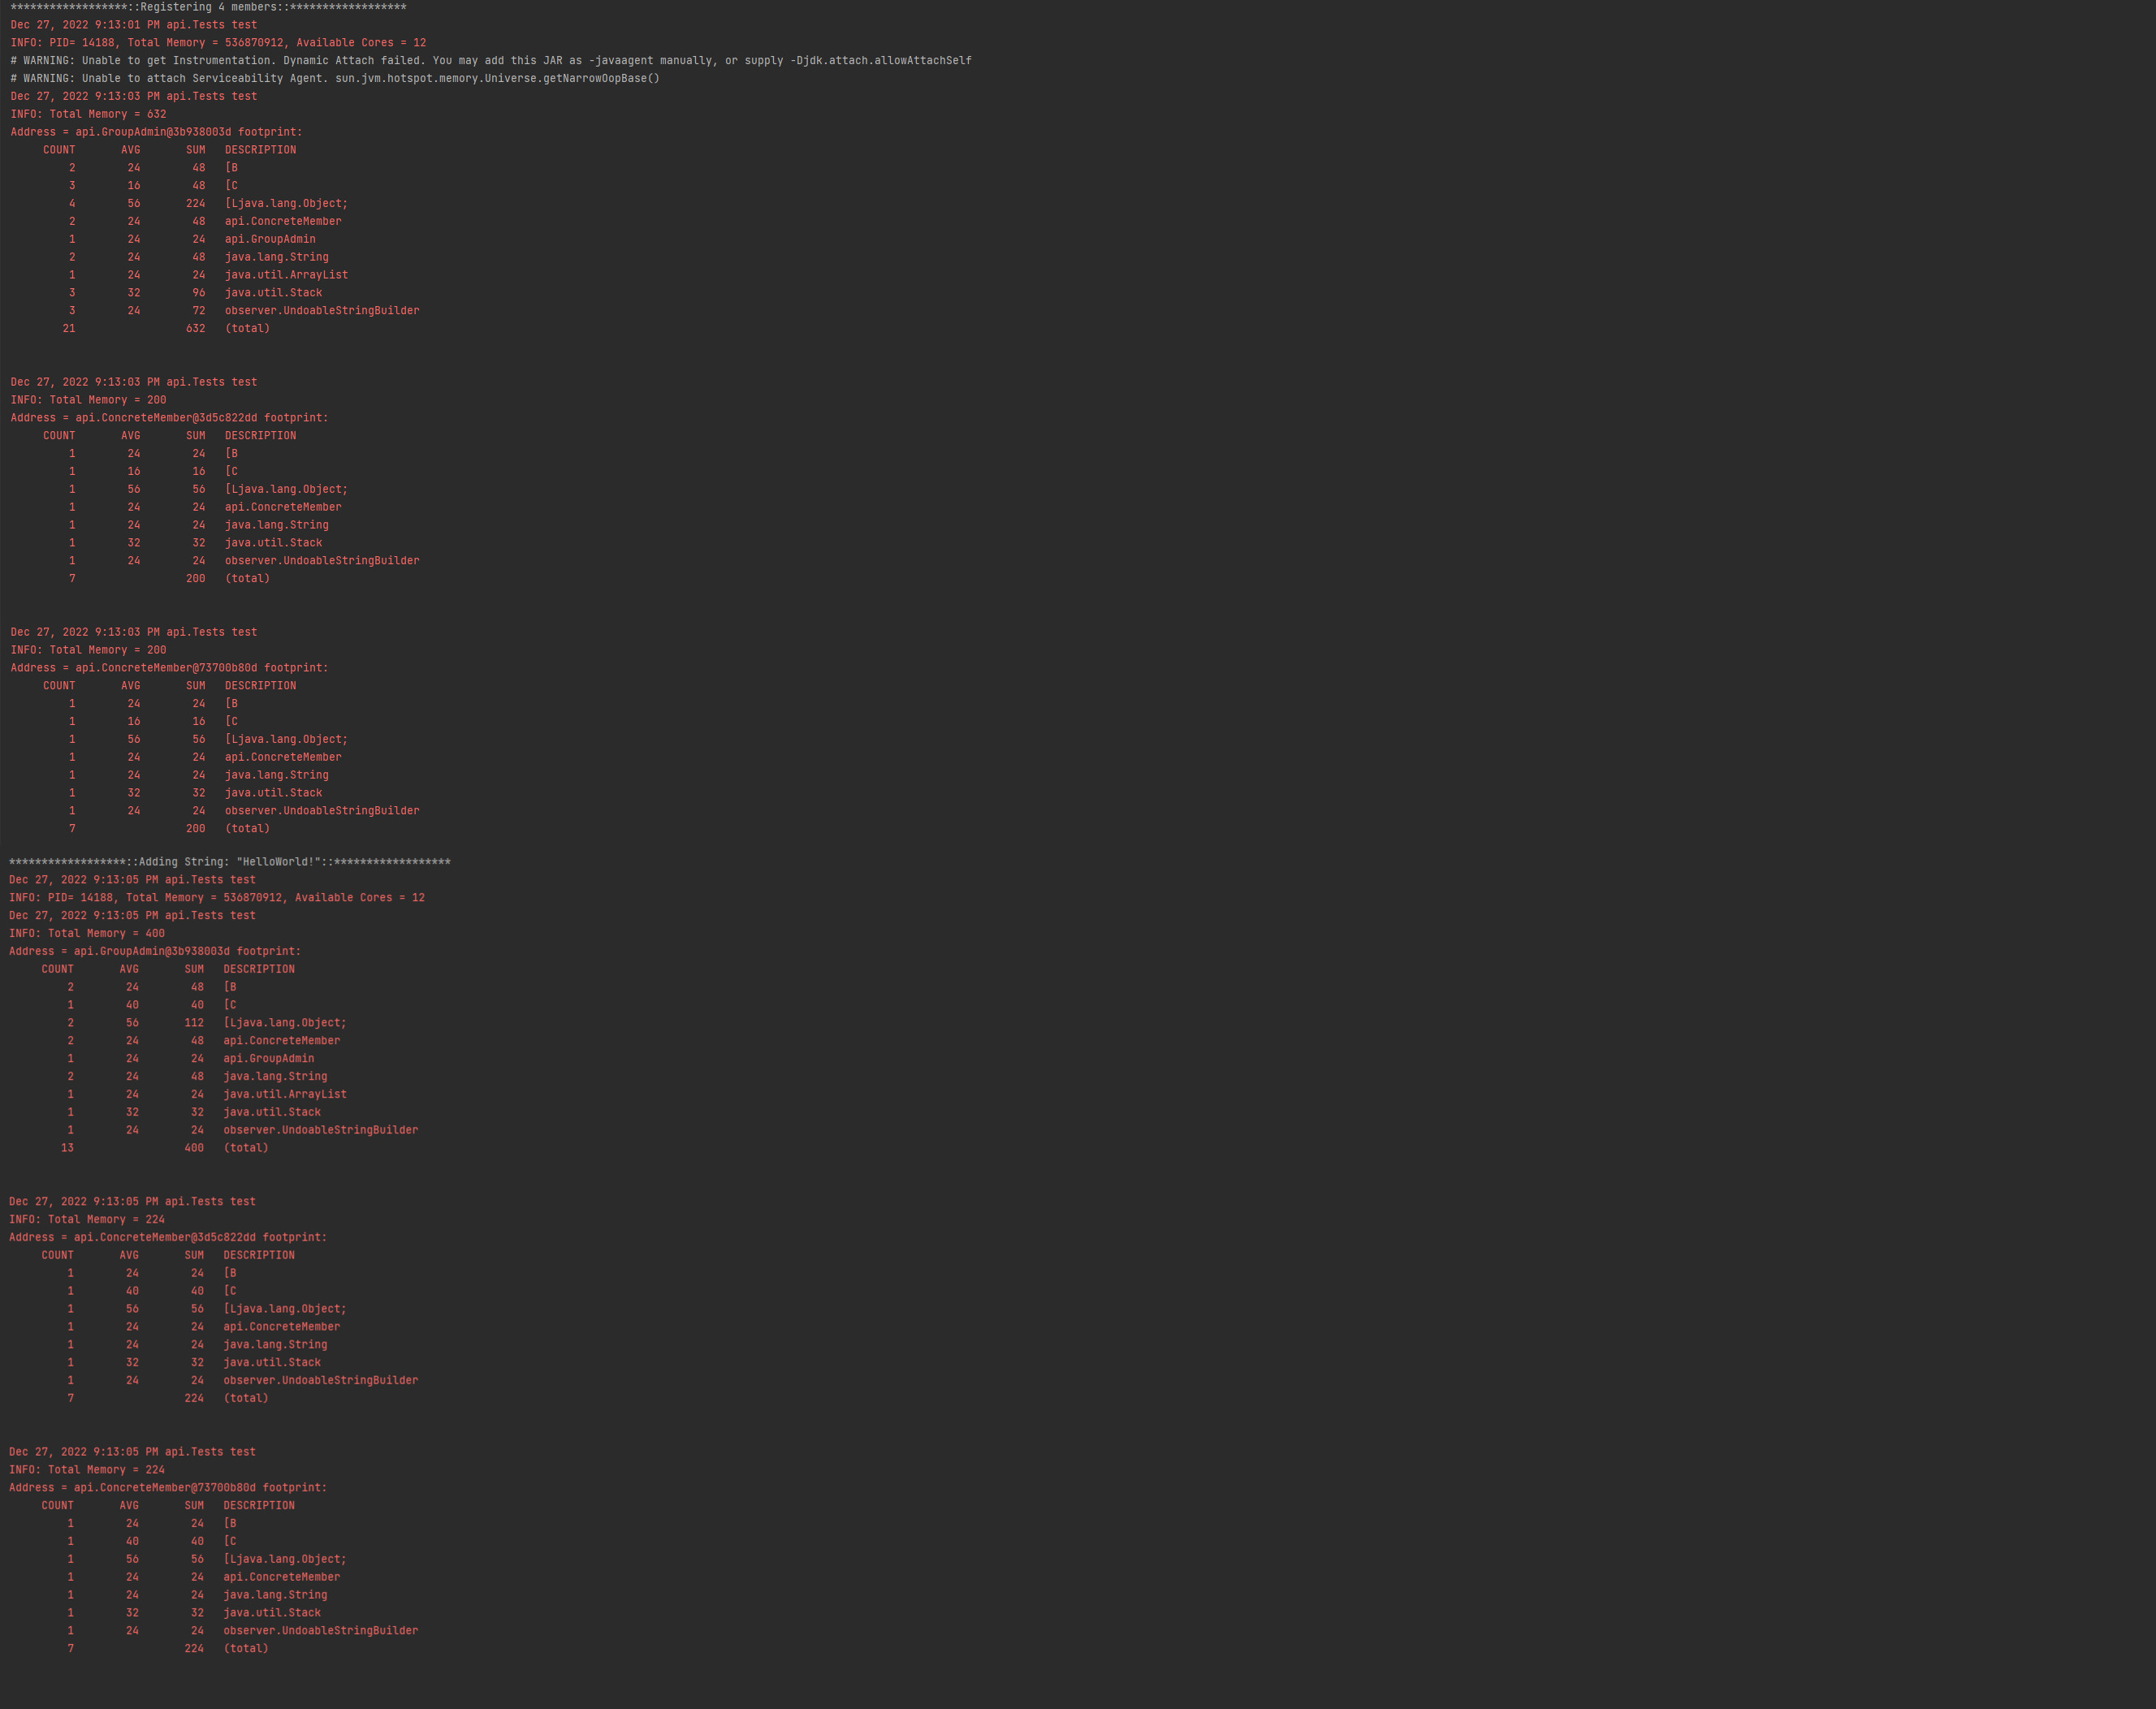 ******************::Registering 4 members::******************
Dec 27, 2022 9:13:01 PM api.Tests test
INFO: PID= 14188, Total Memory = 536870912, Available Cores = 12
# WARNING: Unable to get Instrumentation. Dynamic Attach failed. You may add this JAR as -javaagent manually, or supply -Djdk.attach.allowAttachSelf
# WARNING: Unable to attach Serviceability Agent. sun.jvm.hotspot.memory.Universe.getNarrowOopBase()
Dec 27, 2022 9:13:03 PM api.Tests test
INFO: Total Memory = 632
Address = api.GroupAdmin@3b938003d footprint:
     COUNT       AVG       SUM   DESCRIPTION
         2        24        48   [B
         3        16        48   [C
         4        56       224   [Ljava.lang.Object;
         2        24        48   api.ConcreteMember
         1        24        24   api.GroupAdmin
         2        24        48   java.lang.String
         1        24        24   java.util.ArrayList
         3        32        96   java.util.Stack
         3        24        72   observer.UndoableStringBuilder
        21                 632   (total)
Dec 27, 2022 9:13:03 PM api.Tests test
INFO: Total Memory = 200
Address = api.ConcreteMember@3d5c822dd footprint:
     COUNT       AVG       SUM   DESCRIPTION
         1        24        24   [B
         1        16        16   [C
         1        56        56   [Ljava.lang.Object;
         1        24        24   api.ConcreteMember
         1        24        24   java.lang.String
         1        32        32   java.util.Stack
         1        24        24   observer.UndoableStringBuilder
         7                 200   (total)
Dec 27, 2022 9:13:03 PM api.Tests test
INFO: Total Memory = 200
Address = api.ConcreteMember@73700b80d footprint:
     COUNT       AVG       SUM   DESCRIPTION
         1        24        24   [B
         1        16        16   [C
         1        56        56   [Ljava.lang.Object;
         1        24        24   api.ConcreteMember
         1        24        24   java.lang.String
         1        32        32   java.util.Stack
         1        24        24   observer.UndoableStringBuilder
         7                 200   (total)
******************::Adding String: "HelloWorld!"::******************
Dec 27, 2022 9:13:05 PM api.Tests test
INFO: PID= 14188, Total Memory = 536870912, Available Cores = 12
Dec 27, 2022 9:13:05 PM api.Tests test
INFO: Total Memory = 400
Address = api.GroupAdmin@3b938003d footprint:
     COUNT       AVG       SUM   DESCRIPTION
         2        24        48   [B
         1        40        40   [C
         2        56       112   [Ljava.lang.Object;
         2        24        48   api.ConcreteMember
         1        24        24   api.GroupAdmin
         2        24        48   java.lang.String
         1        24        24   java.util.ArrayList
         1        32        32   java.util.Stack
         1        24        24   observer.UndoableStringBuilder
        13                 400   (total)
Dec 27, 2022 9:13:05 PM api.Tests test
INFO: Total Memory = 224
Address = api.ConcreteMember@3d5c822dd footprint:
     COUNT       AVG       SUM   DESCRIPTION
         1        24        24   [B
         1        40        40   [C
         1        56        56   [Ljava.lang.Object;
         1        24        24   api.ConcreteMember
         1        24        24   java.lang.String
         1        32        32   java.util.Stack
         1        24        24   observer.UndoableStringBuilder
         7                 224   (total)
Dec 27, 2022 9:13:05 PM api.Tests test
INFO: Total Memory = 224
Address = api.ConcreteMember@73700b80d footprint:
     COUNT       AVG       SUM   DESCRIPTION
         1        24        24   [B
         1        40        40   [C
         1        56        56   [Ljava.lang.Object;
         1        24        24   api.ConcreteMember
         1        24        24   java.lang.String
         1        32        32   java.util.Stack
         1        24        24   observer.UndoableStringBuilder
         7                 224   (total)